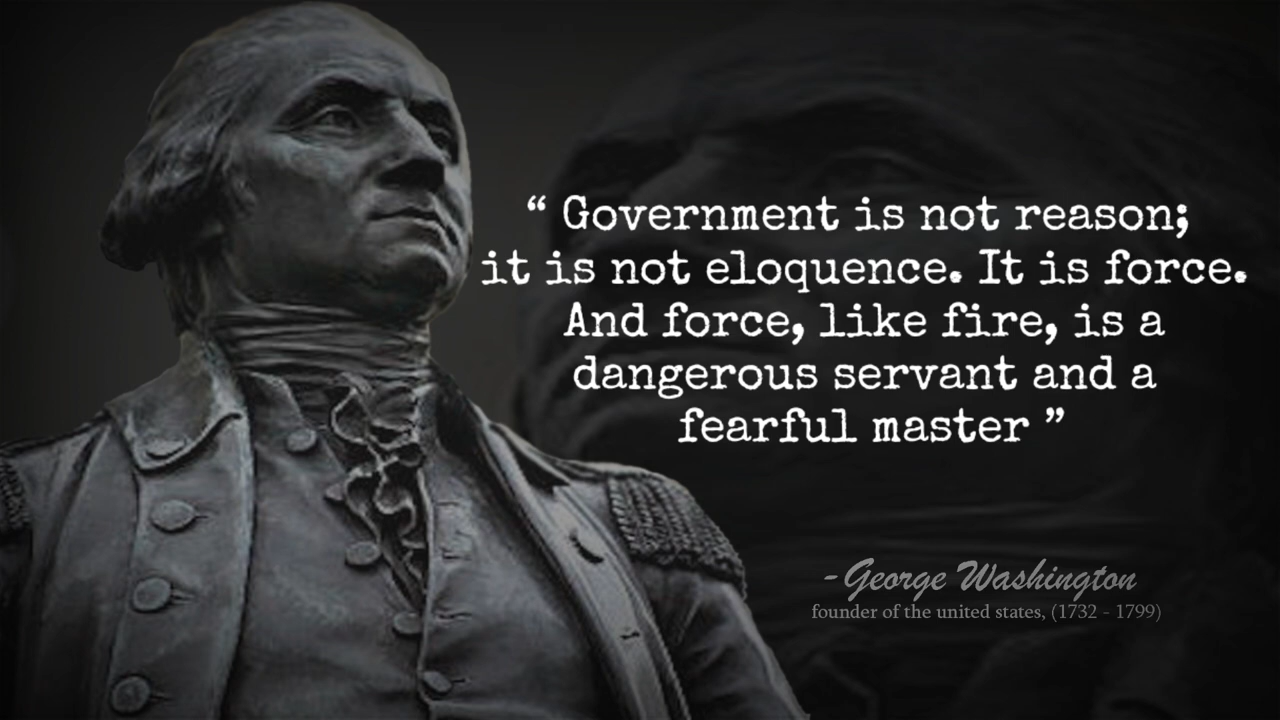 “ Government is not reason;
it is not eloquence. It is force.
And force, like fire, is a
dangerous servant and a
fearful master ”
-George Washington
founder of the united states, (1732 - 1799)